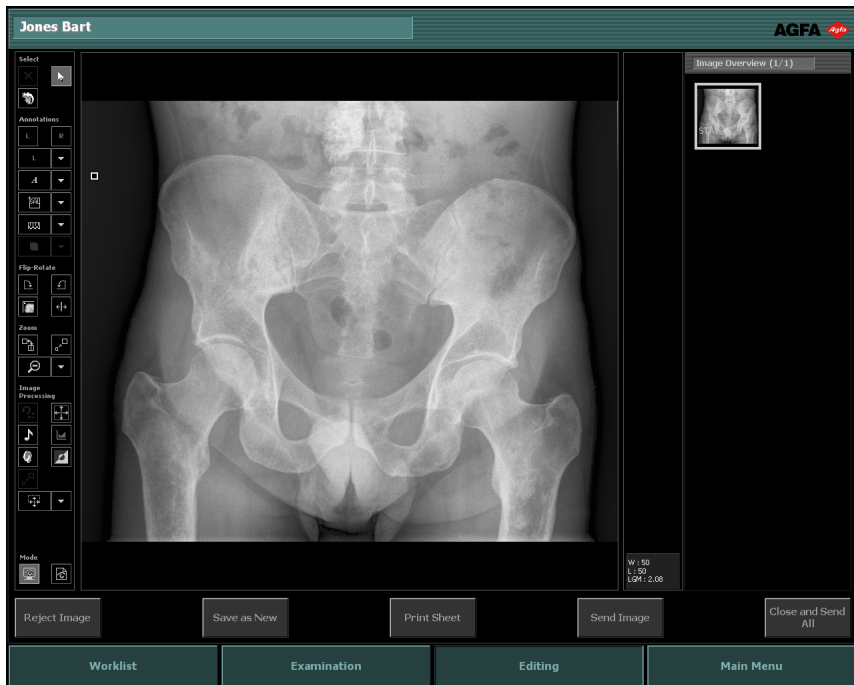 Jones Bart
AGFA
Agfa
Select
Image Overview (1/1)
Annotations
L R
L
A
Flip-Rotate
Zoom
Image
Processing
Mode
W : 50
L : 50
LGM : 2.08
Reject Image
Save as New
Print Sheet
Send Image
Close and Send
All
Worklist
Examination
Editing
Main Menu